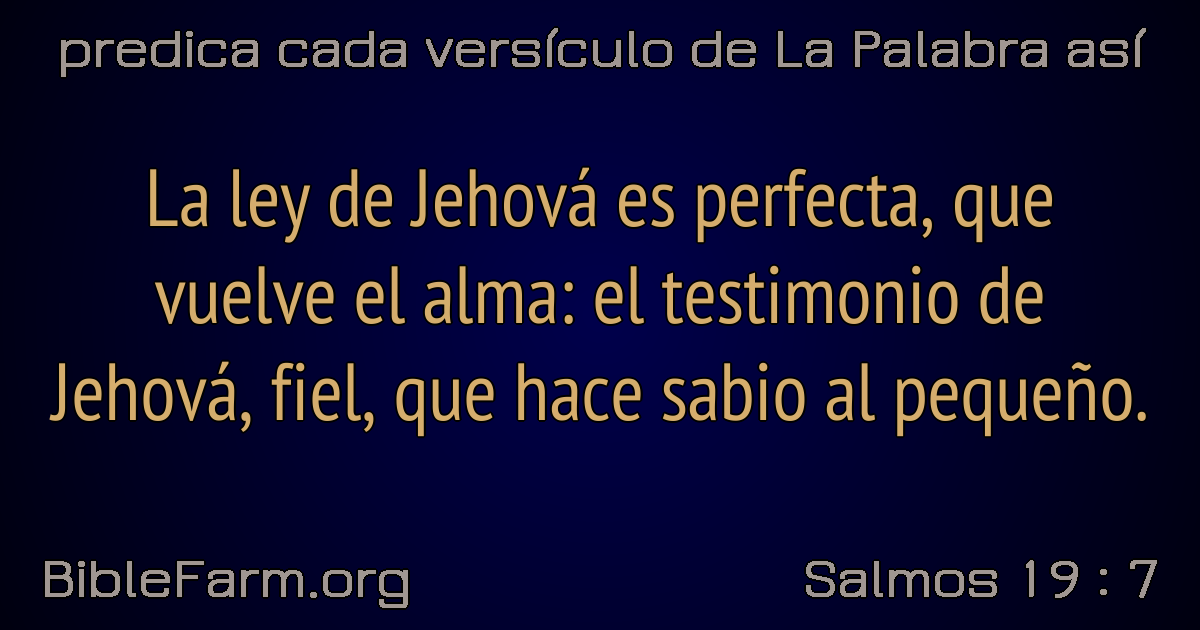 predica cada versículo de La Palabra así
La ley de Jehová es perfecta, que
vuelve el alma: el testimonio de
Jehová, fiel, que hace sabio al pequeño.
BibleFarm.org
Salmos 19 : 7